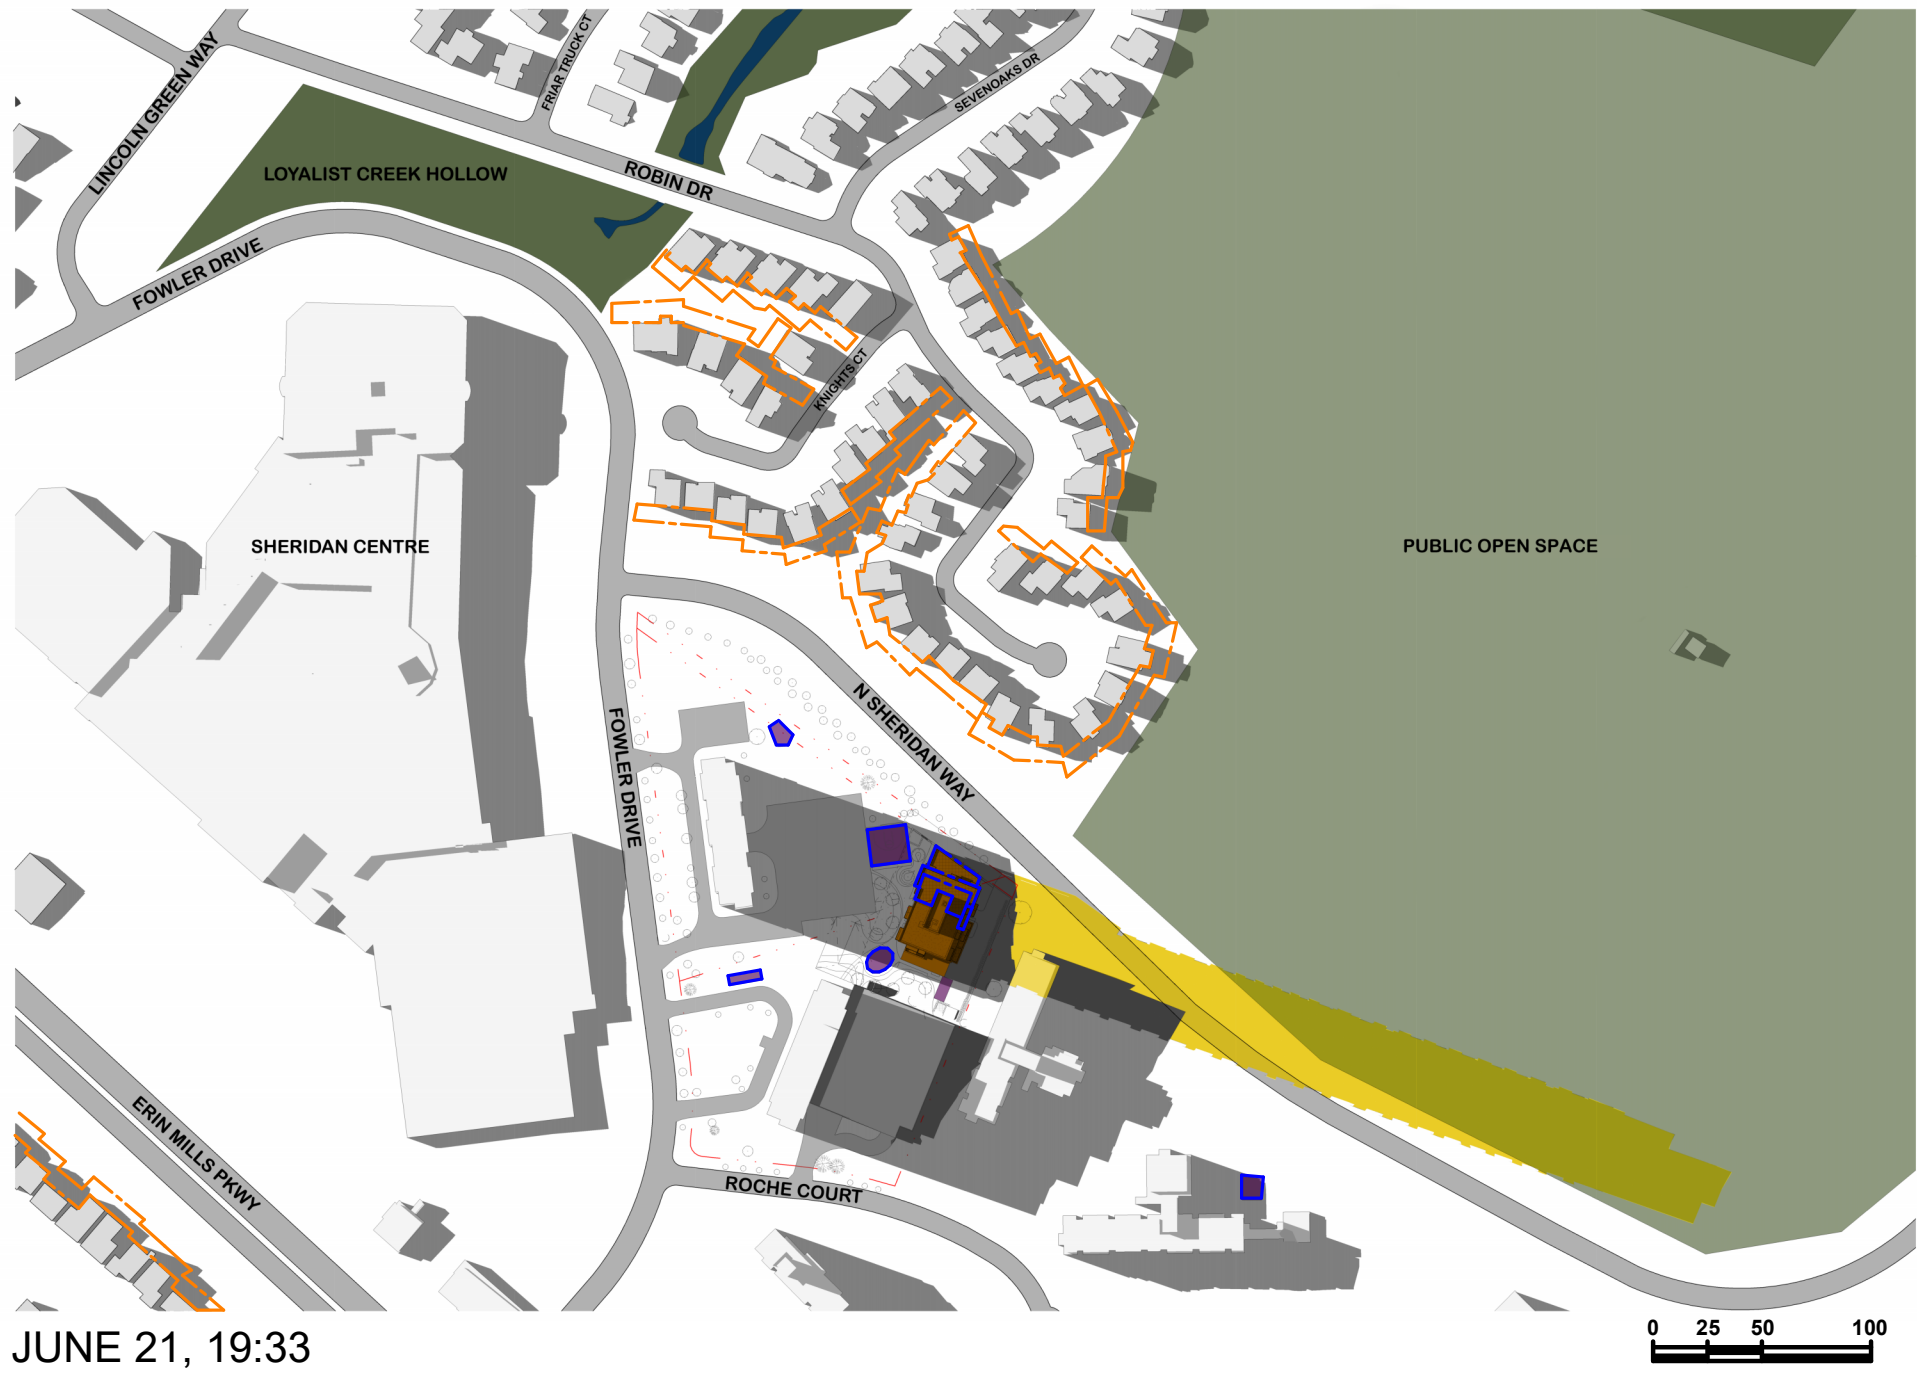 FRIAR TRUCK CT
LINCOLN GREEN WAY
SEVENOAKS DR
LOYALIST CREEK HOLLOW
ROBIN DR
FOWLER DRIVE
KNIGHTS CT
SHERIDAN CENTRE
PUBLIC OPEN SPACE
N SHERIDAN WAY
FOWLER DRIVE
ERIN MILLS PKWY
ROCHE COURT
JUNE 21, 19:33
0 25 50 100